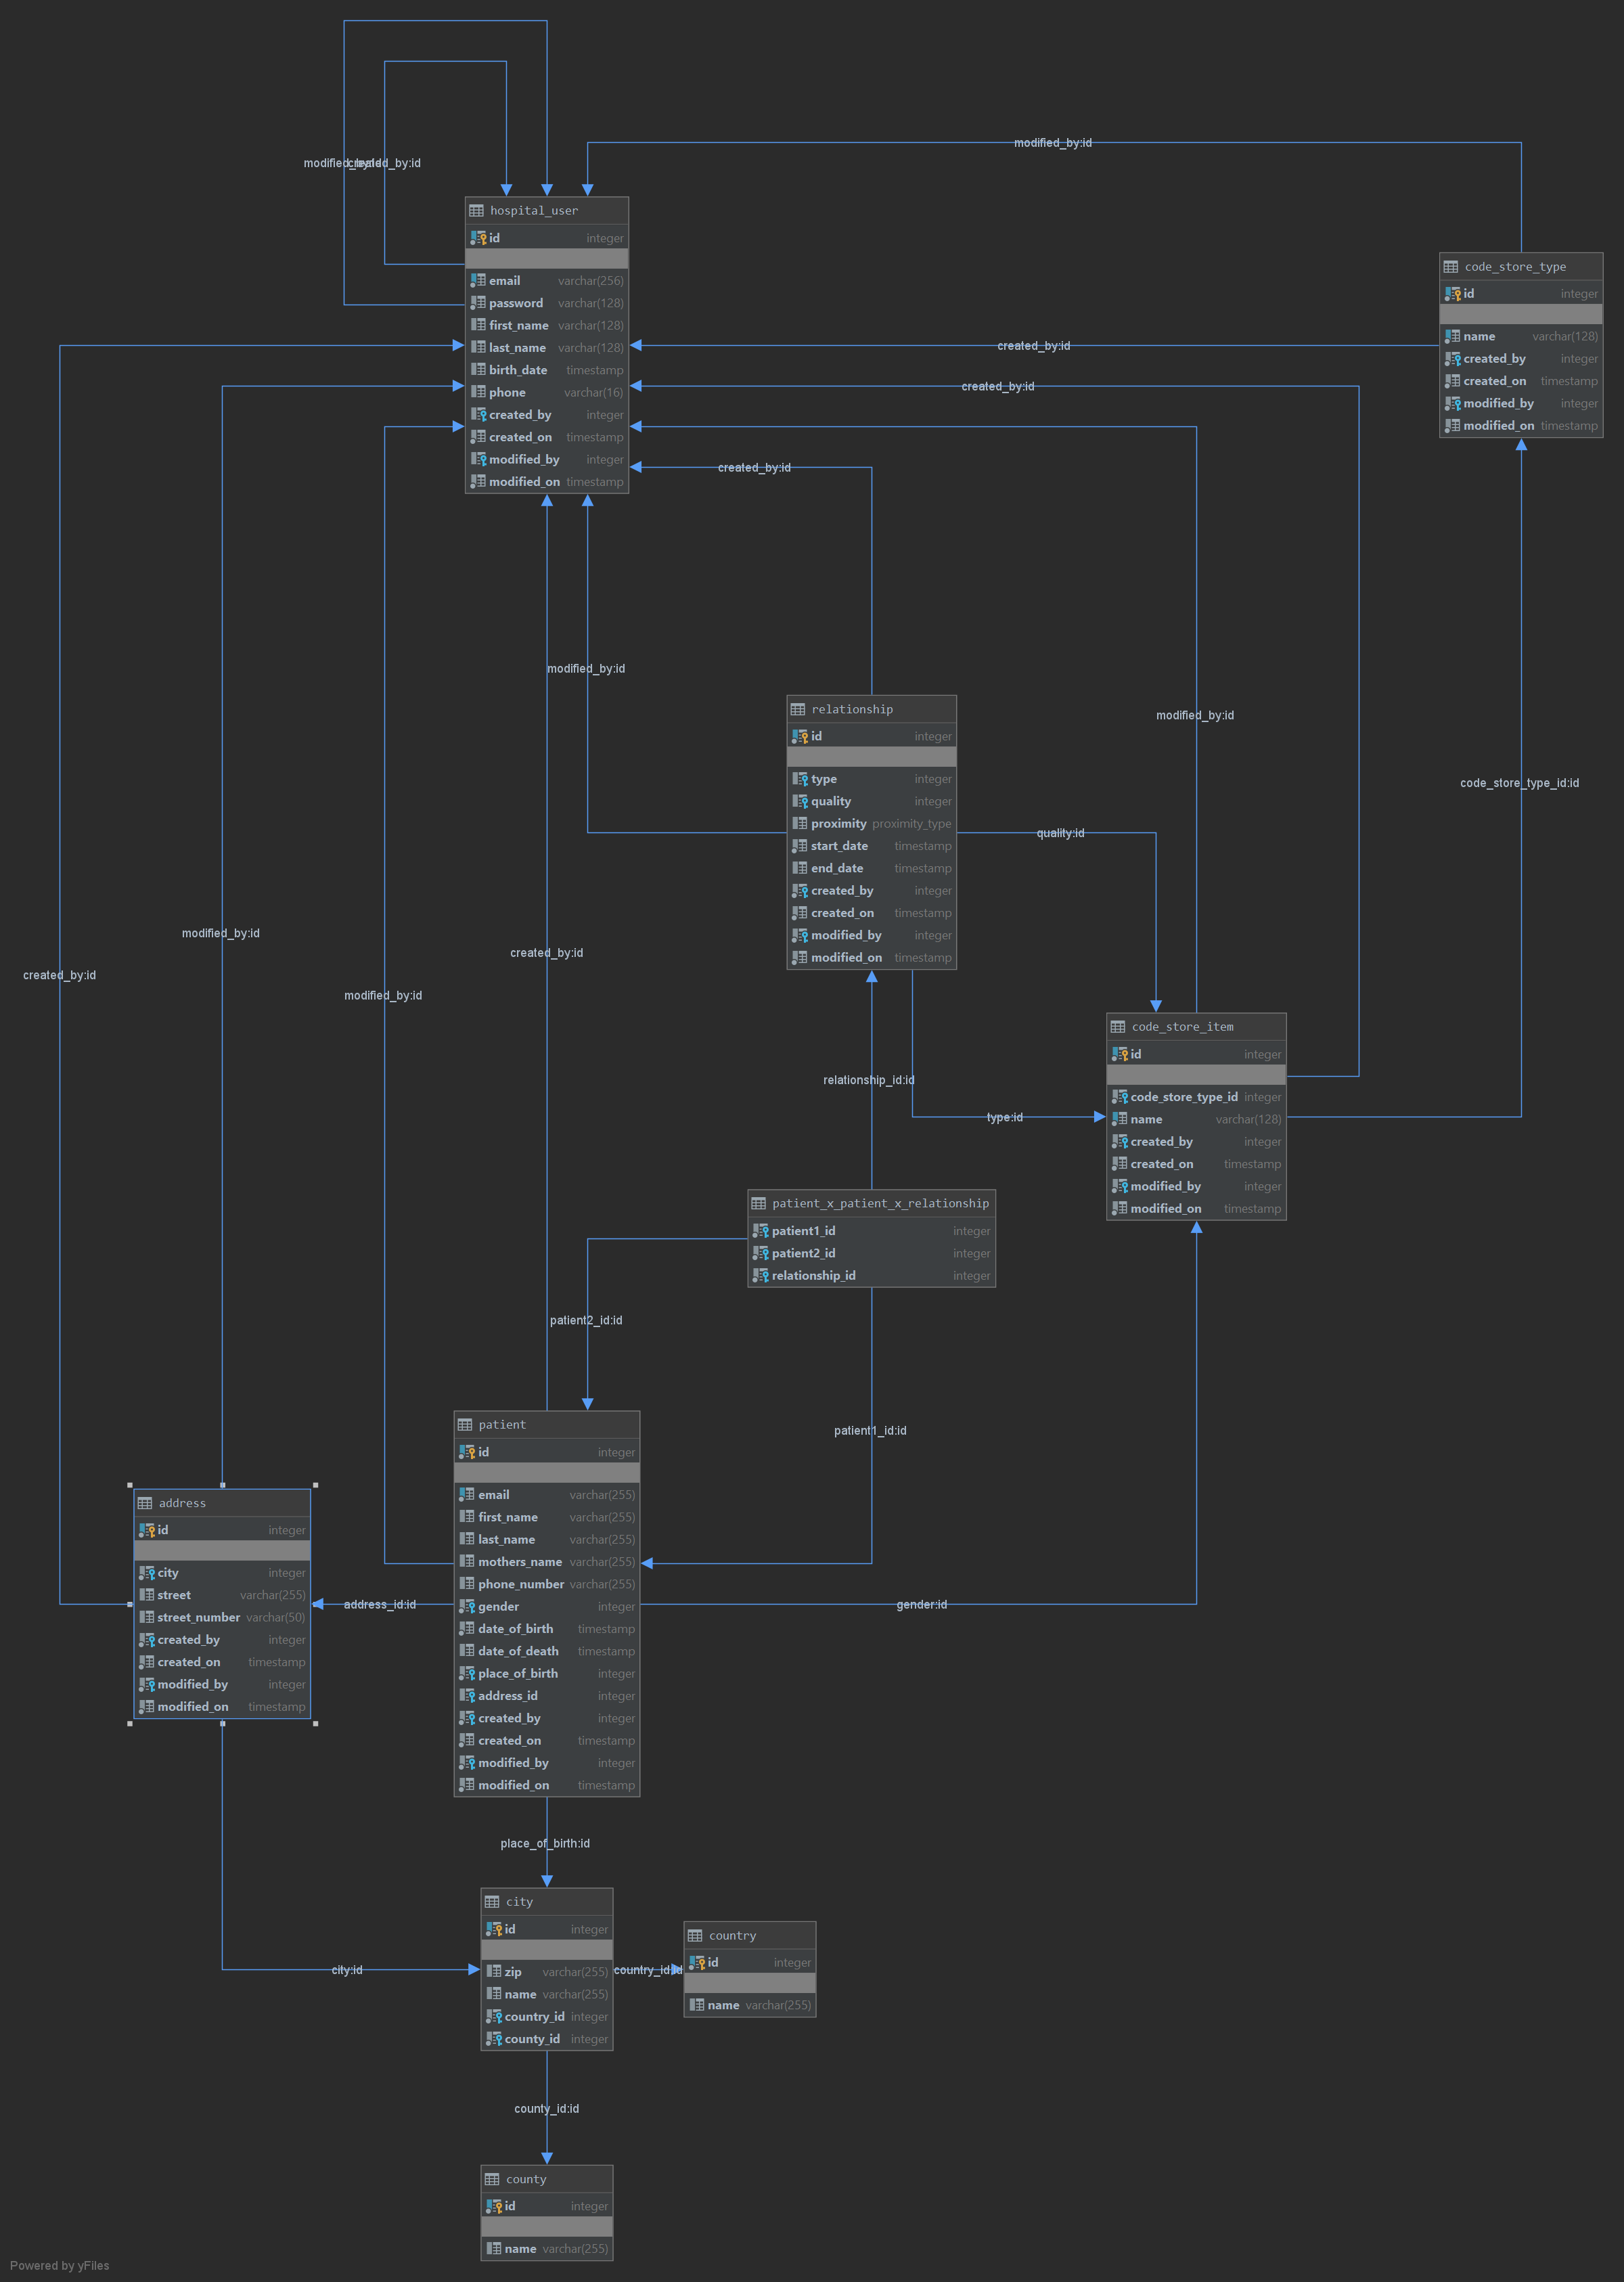 modified_by:id
created_by:id
modified_by:id
hospital_user
id integer
email varchar(256)
password varchar(128)
first_name varchar(128)
last_name varchar(128)
birth_date timestamp
phone varchar(16)
created_by integer
created_on timestamp
modified_by integer
modified_on timestamp
code_store_type
id integer
name varchar(128)
created_by integer
created_on timestamp
modified_by integer
modified_on timestamp
created_by:id
created_by:id
created_by:id
modified_by:id
relationship
id integer
type integer
quality integer
proximity proximity_type
start_date timestamp
end_date timestamp
created_by integer
created_on timestamp
modified_by integer
modified_on timestamp
modified_by:id
code_store_type_id:id
quality:id
modified_by:id
created_by:id
created_by:id
modified_by:id
code_store_item
id integer
code_store_type_id integer
name varchar(128)
created_by integer
created_on timestamp
modified_by integer
modified_on timestamp
relationship_id:id
type:id
patient_x_patient_x_relationship
patient1_id integer
patient2_id integer
relationship_id integer
patient2_id:id
patient1_id:id
patient
id integer
email varchar(255)
first_name varchar(255)
last_name varchar(255)
mothers_name varchar(255)
phone_number varchar(255)
gender integer
date_of_birth timestamp
date_of_death timestamp
place_of_birth integer
address_id integer
created_by integer
created_on timestamp
modified_by integer
modified_on timestamp
address
id integer
city integer
street varchar(255)
street_number varchar(50)
created_by integer
created_on timestamp
modified_by integer
modified_on timestamp
address_id:id
gender:id
place_of_birth:id
city
id integer
zip varchar(255)
name varchar(255)
country_id integer
county_id integer
city:id
country_id:id
country
id integer
name varchar(255)
county_id:id
county
id integer
name varchar(255)
Powered by yFiles